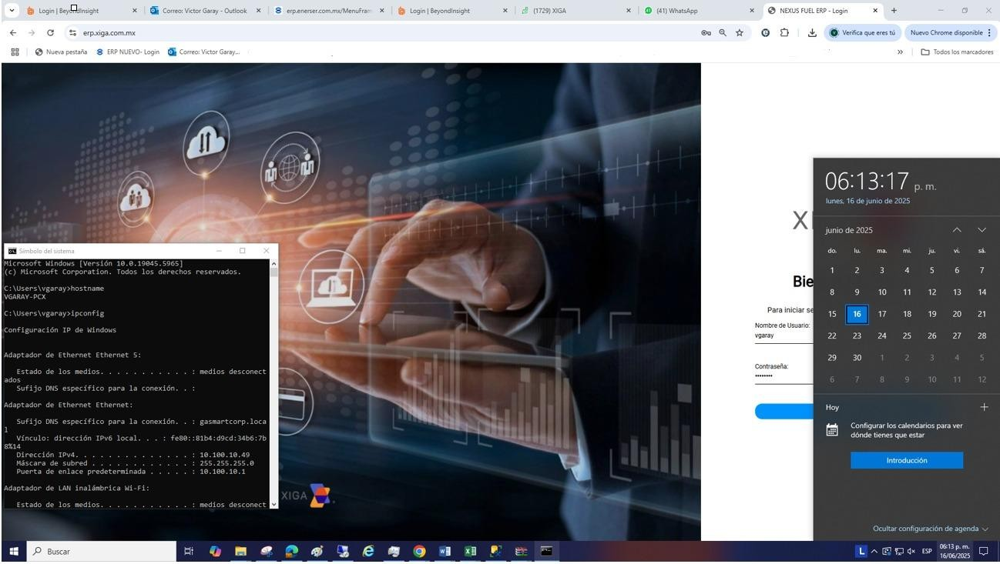 Login | BeyondInsight
Correo: Victor Garay - Outlook
erp.enerser.com.mx/MenuFram
Login | BeyondInsight
(1729) XIGA
(41) WhatsApp
NEXUS FUEL ERP - Login
erp.xiga.com.mx
Verifica que eres tú
Nuevo Chrome disponible
Nueva pestaña
ERP NUEVO- Login
Correo: Victor Garay...
Todos los marcadores
Símbolo del sistema
Microsoft Windows [Versión 10.0.19045.5965]
(c) Microsoft Corporation. Todos los derechos reservados.
C:\Users\vgaray>hostname
VGARAY-PCX
C:\Users\vgaray>ipconfig
Configuración IP de Windows
Adaptador de Ethernet Ethernet 5:
Estado de los medios. . . . . . . . . . . : medios desconect
ados
Sufijo DNS específico para la conexión. . :
Adaptador de Ethernet Ethernet:
Sufijo DNS específico para la conexión. . : gasmartcorp.loca
l
Vínculo: dirección IPv6 local. . . : fe80::81b4:d9cd:34b6:7b
8%14
Dirección IPv4. . . . . . . . . . . . . . : 10.100.10.49
Máscara de subred . . . . . . . . . . . . : 255.255.255.0
Puerta de enlace predeterminada . . . . . : 10.100.10.1
Adaptador de LAN inalámbrica Wi-Fi:
Estado de los medios. . . . . . . . . . . : medios desconect
XIGA
XI
Bie
Para iniciar se
Nombre de Usuario:
vgaray
Contraseña:
••••••••
06:13:17 p. m.
lunes, 16 de junio de 2025
junio de 2025
do. lu. ma. mi. ju. vi. sá.
1 2 3 4 5 6 7
8 9 10 11 12 13 14
15 16 17 18 19 20 21
22 23 24 25 26 27 28
29 30 1 2 3 4 5
6 7 8 9 10 11 12
Hoy
Configurar los calendarios para ver
dónde tienes que estar
Introducción
Ocultar configuración de agenda
Buscar
L
ESP
06:13 p. m.
16/06/2025